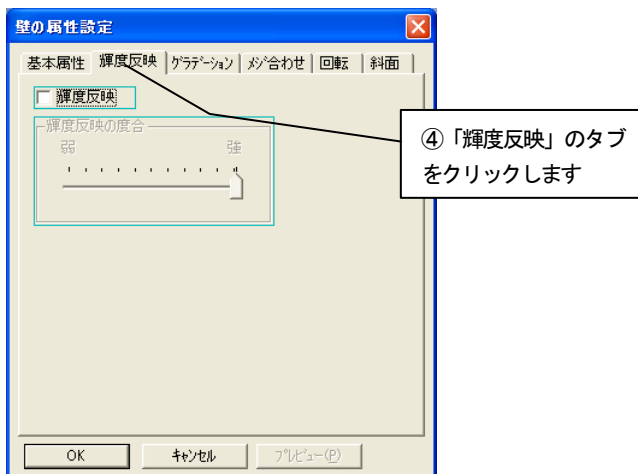 壁の属性設定
基本属性 輝度反映 グラデーション メジ合わせ 回転 斜面
輝度反映
輝度反映の度合
弱 強
④「輝度反映」のタブ
をクリックします
OK キャンセル プレビュー(P)